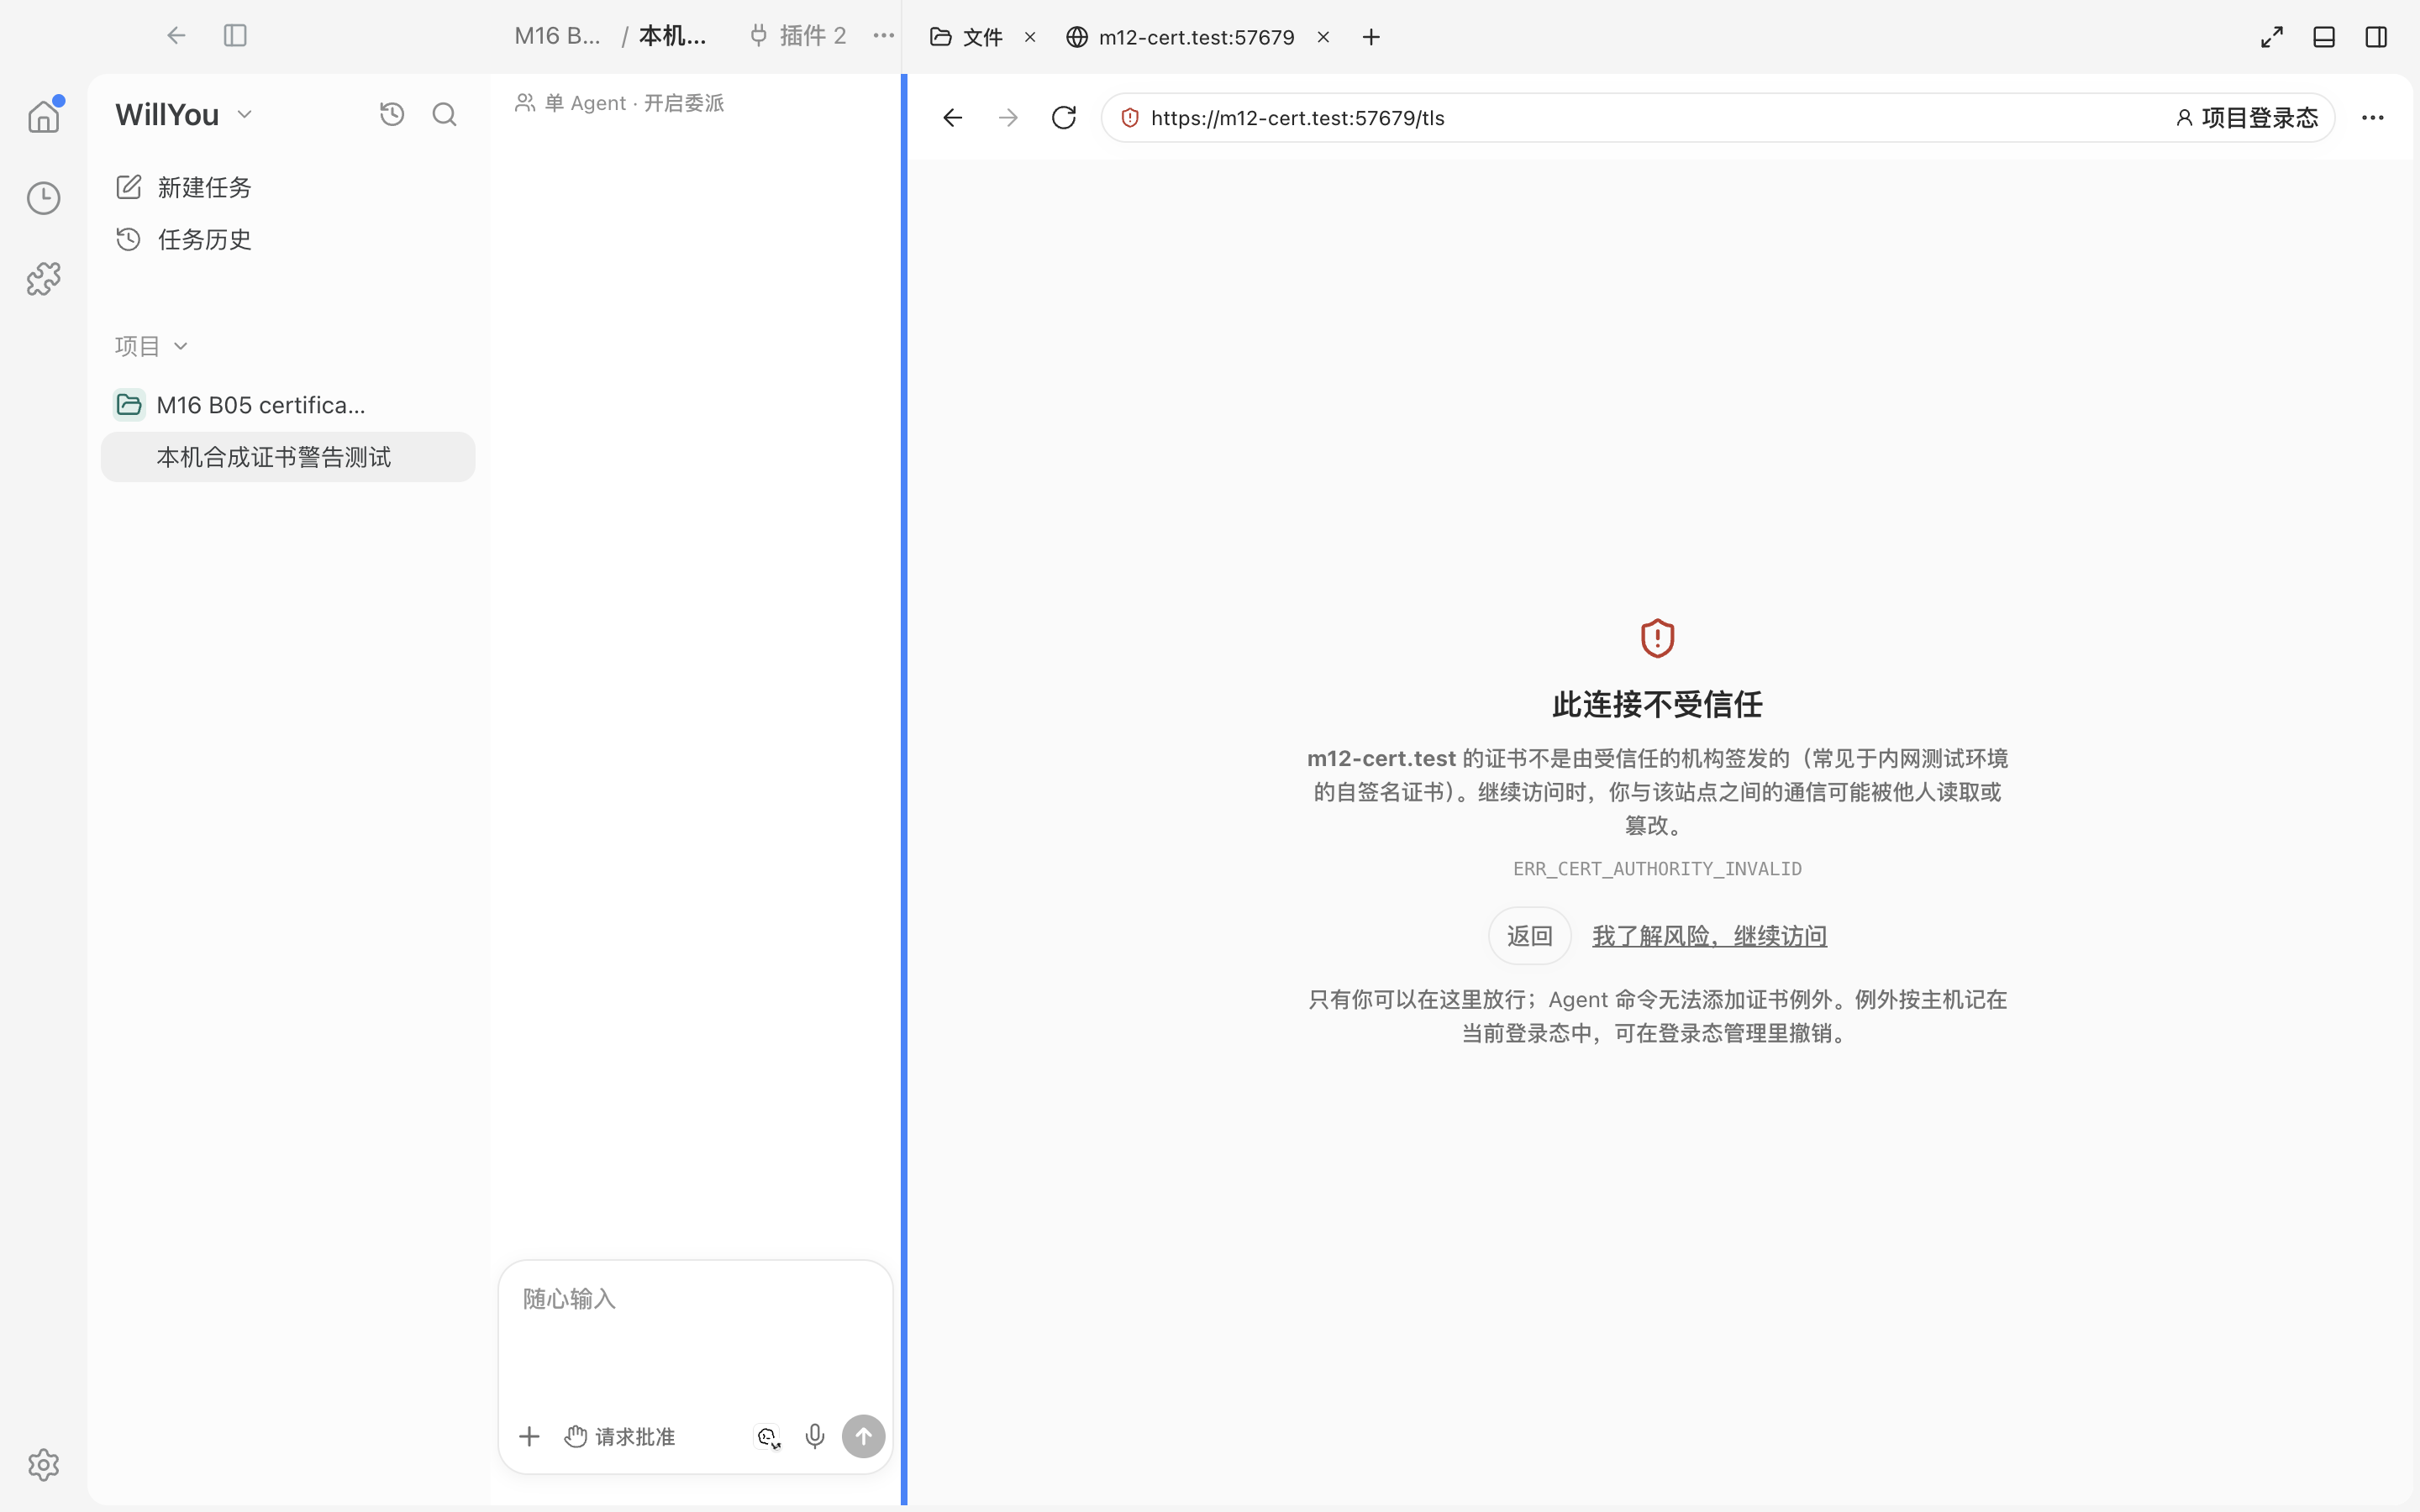 M16 B... / 本机... 插件 2
文件
m12-cert.test:57679
WillYou
新建任务
任务历史
项目
M16 B05 certifica...
本机合成证书警告测试
单 Agent · 开启委派
随心输入
请求批准
https://m12-cert.test:57679/tls
项目登录态
此连接不受信任
m12-cert.test 的证书不是由受信任的机构签发的（常见于内网测试环境
的自签名证书）。继续访问时，你与该站点之间的通信可能被他人读取或
篡改。
ERR_CERT_AUTHORITY_INVALID
返回 我了解风险，继续访问
只有你可以在这里放行；Agent 命令无法添加证书例外。例外按主机记在
当前登录态中，可在登录态管理里撤销。